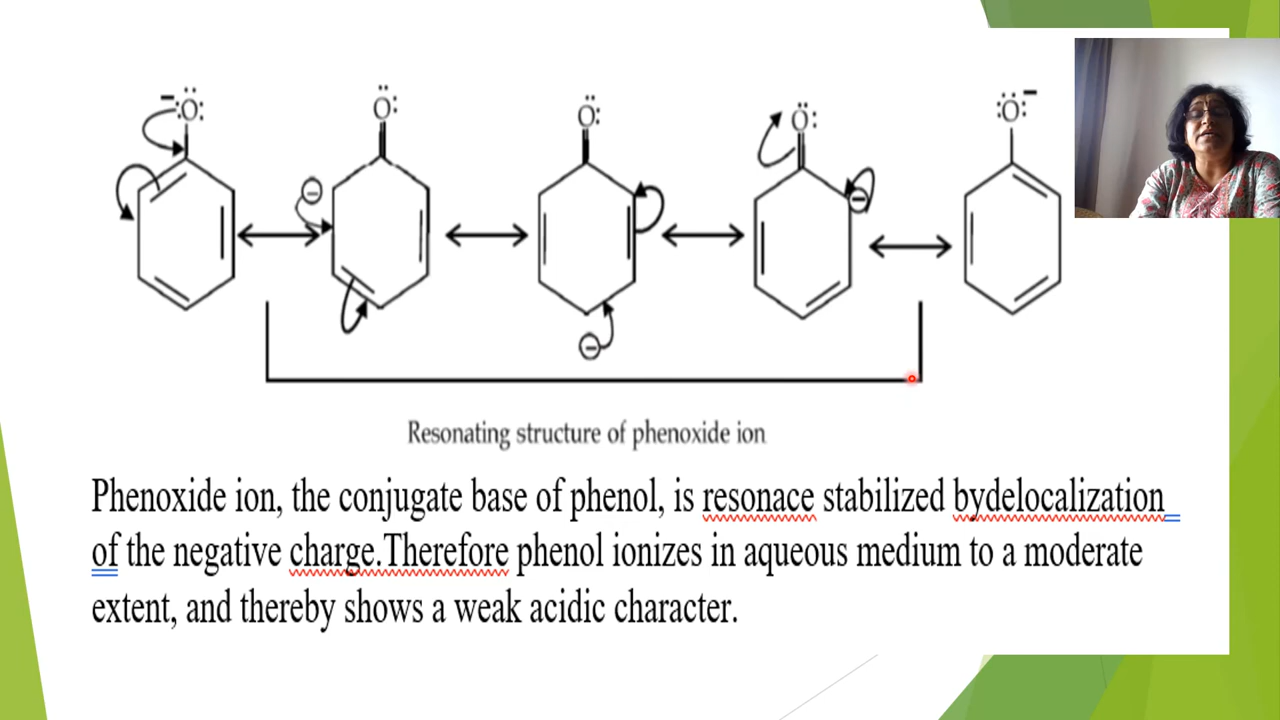 Resonating structure of phenoxide ion
Phenoxide ion, the conjugate base of phenol, is resonace stabilized bydelocalization
of the negative charge.Therefore phenol ionizes in aqueous medium to a moderate
extent, and thereby shows a weak acidic character.